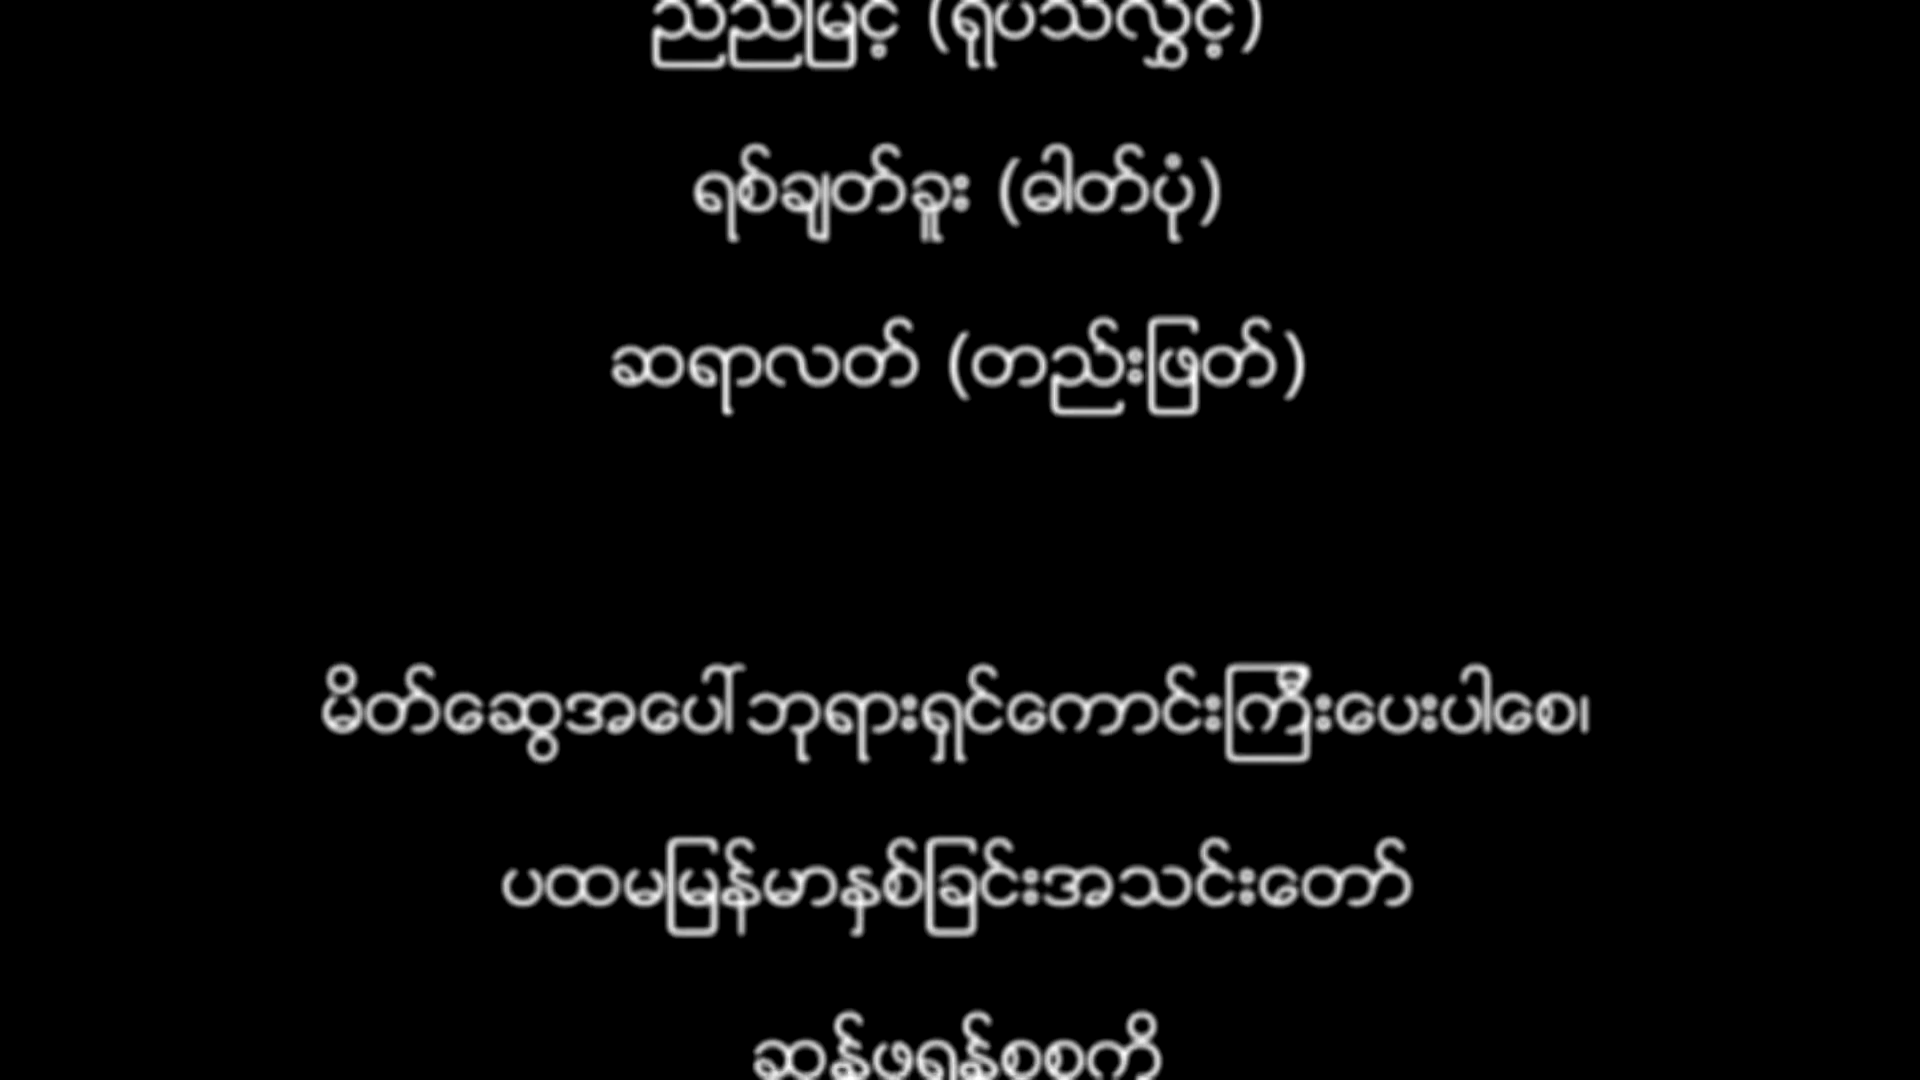 ညီညီမြင့် (ရုပ်သံလွှင့်)
ရစ်ချတ်ခူး (ဓါတ်ပုံ)
ဆရာလတ် (တည်းဖြတ်)
မိတ်ဆွေအပေါ်ဘုရားရှင်ကောင်းကြီးပေးပါစေ၊
ပထမမြန်မာနှစ်ခြင်းအသင်းတော်
ဆန်ဖရန်စစကို